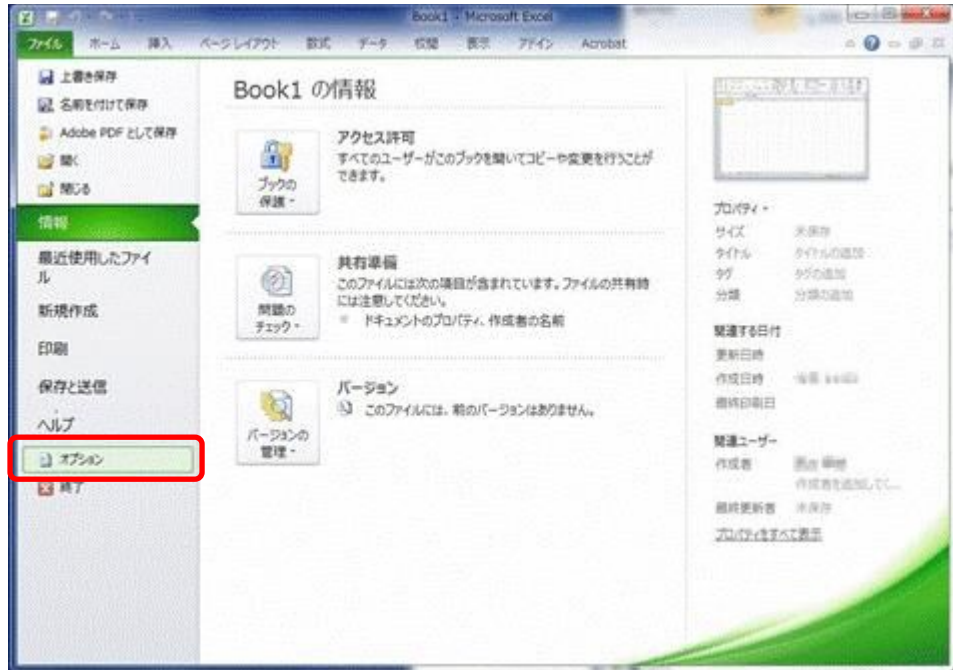 Book1 - Microsoft Excel
ファイル ホーム 挿入 ページ レイアウト 数式 データ 校閲 表示 アドイン Acrobat
上書き保存
名前を付けて保存
Adobe PDF として保存
開く
閉じる
情報
最近使用したファイ
ル
新規作成
印刷
保存と送信
ヘルプ
オプション
終了
Book1 の情報
ブックの
保護
アクセス許可
すべてのユーザーがこのブックを開いてコピーや変更を行うことが
できます。
問題の
チェック
共有準備
このファイルには次の項目が含まれています。ファイルの共有時
には注意してください。
ドキュメントのプロパティ、作成者の名前
バージョンの
管理
バージョン
このファイルには、前のバージョンはありません。
プロパティ
サイズ 未保存
タイトル タイトルの追加
タグ タグの追加
分類 分類の追加
関連する日付
更新日時
作成日時
最終印刷日
関連ユーザー
作成者
作成者を追加してく...
最終更新者 未保存
プロパティをすべて表示